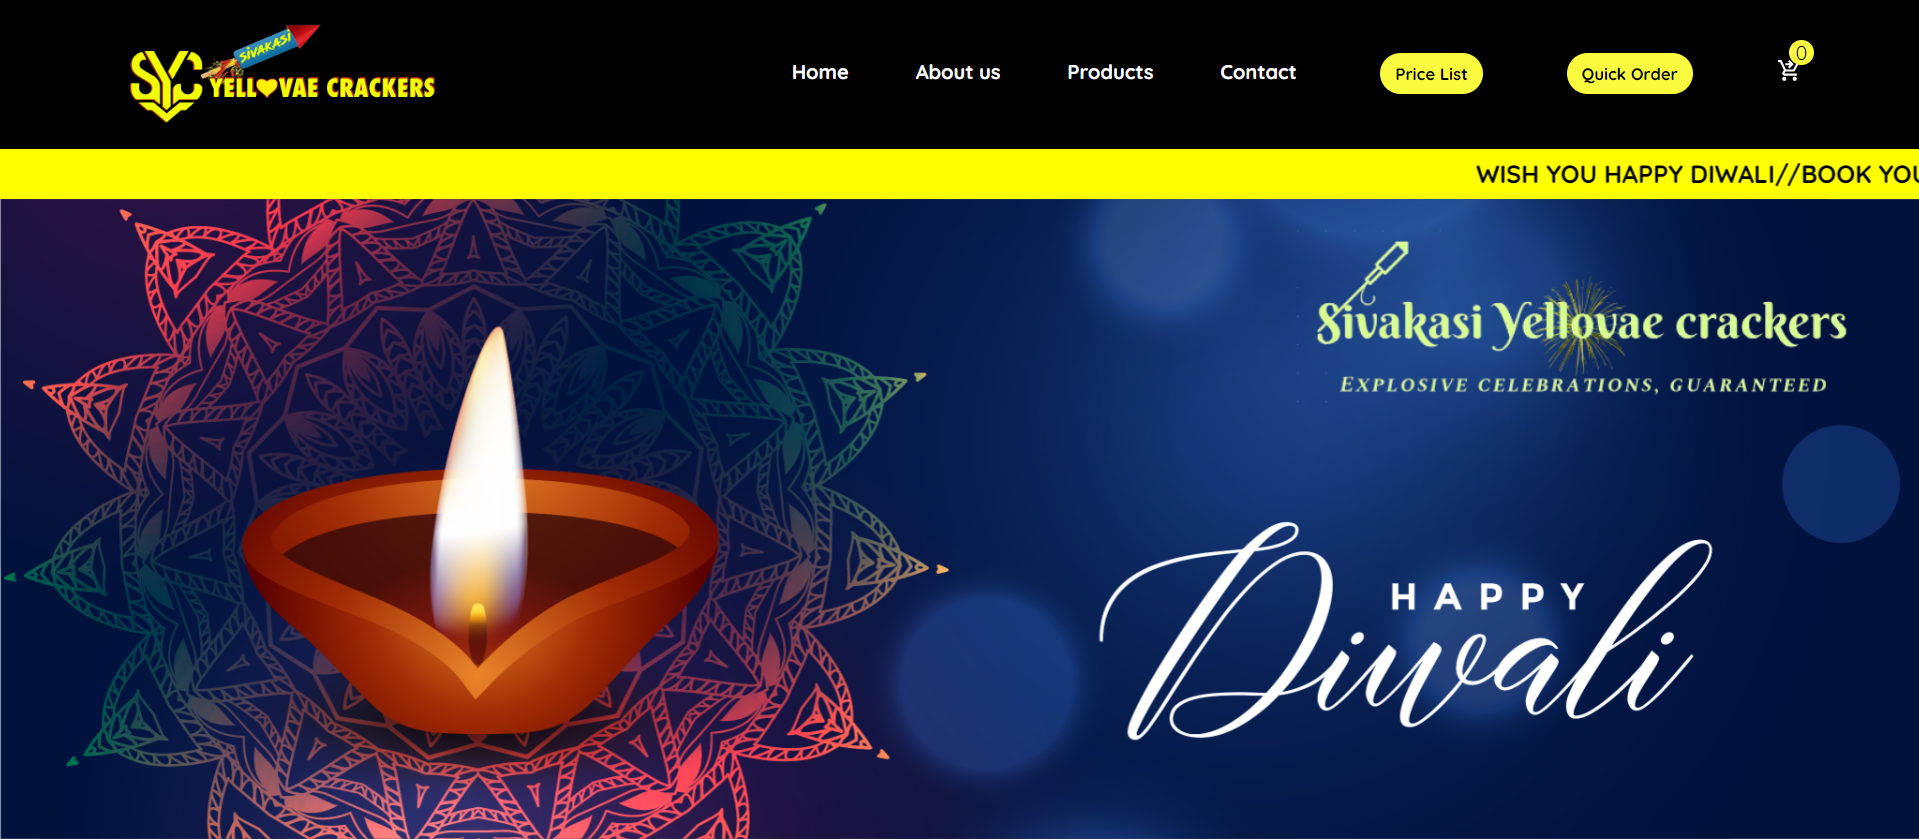 SIVAKASI
SYC
YELLOVAE CRACKERS
Home
About us
Products
Contact
Price List
Quick Order
0
WISH YOU HAPPY DIWALI//BOOK YOU
Sivakasi Yellovae crackers
EXPLOSIVE CELEBRATIONS, GUARANTEED
HAPPY
Diwali